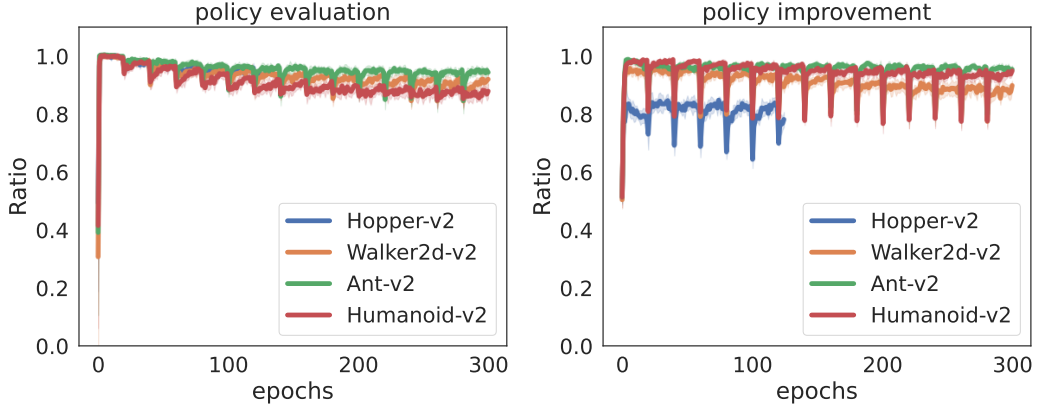 policy evaluation
1.0
0.8
0.6
0.4
0.2
0.0
Ratio
0
100
200
300
epochs
Hopper-v2
Walker2d-v2
Ant-v2
Humanoid-v2
policy improvement
1.0
0.8
0.6
0.4
0.2
0.0
Ratio
0
100
200
300
epochs
Hopper-v2
Walker2d-v2
Ant-v2
Humanoid-v2